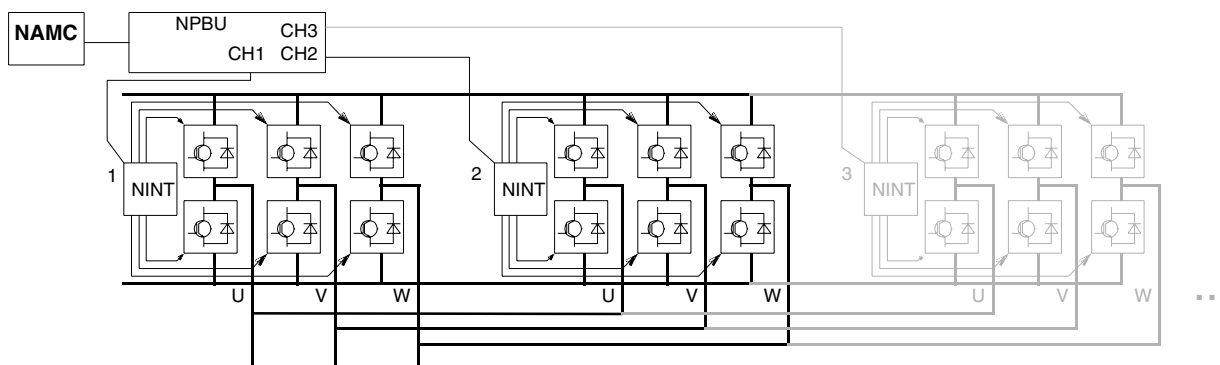 NAMC
NPBU
CH3
CH1 CH2
1
NINT
2
NINT
3
NINT
U V W
U V W
U V W
..